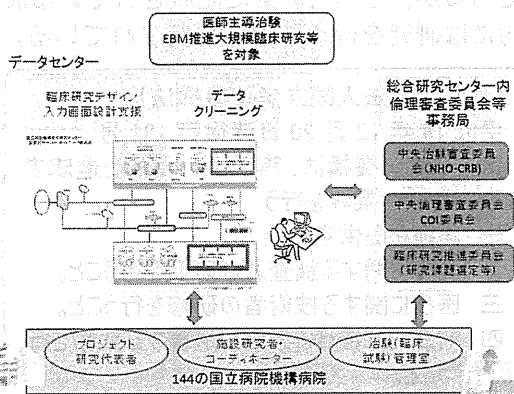 医師主導治験
EBM推進大規模臨床研究等
を対象
データセンター
臨床研究デザイン・
入力画面設計支援
データ
クリーニング
総合研究センター内
倫理審査委員会等
事務局
中央治験審査委員
会(NHO-CRB)
中央倫理審査委員会
COI委員会
臨床研究推進委員会
(研究課題選定等)
プロジェクト
研究代表者
施設研究者・
コーディネーター
治験(臨床
試験)管理室
144の国立病院機構病院